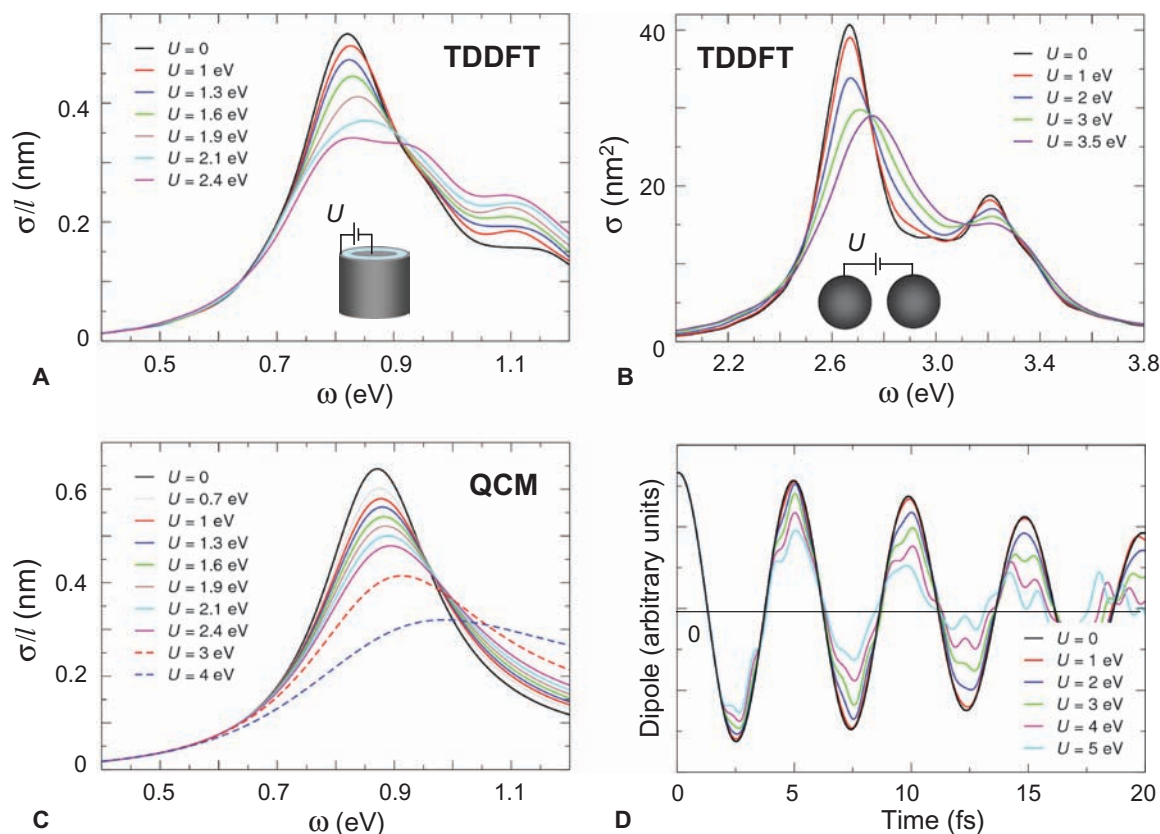 TDDFT
U = 0
U = 1 eV
U = 1.3 eV
U = 1.6 eV
U = 1.9 eV
U = 2.1 eV
U = 2.4 eV
U
σ/l (nm)
0.4
0.2
0
0.5
0.7
0.9
1.1
A
ω (eV)
TDDFT
U = 0
U = 1 eV
U = 2 eV
U = 3 eV
U = 3.5 eV
U
σ (nm²)
40
20
0
2.2
2.6
3.0
3.4
3.8
B
ω (eV)
QCM
U = 0
U = 0.7 eV
U = 1 eV
U = 1.3 eV
U = 1.6 eV
U = 1.9 eV
U = 2.1 eV
U = 2.4 eV
U = 3 eV
U = 4 eV
σ/l (nm)
0.6
0.4
0.2
0
0.5
0.7
0.9
1.1
C
ω (eV)
Dipole (arbitrary units)
0
U = 0
U = 1 eV
U = 2 eV
U = 3 eV
U = 4 eV
U = 5 eV
0
5
10
15
20
D
Time (fs)